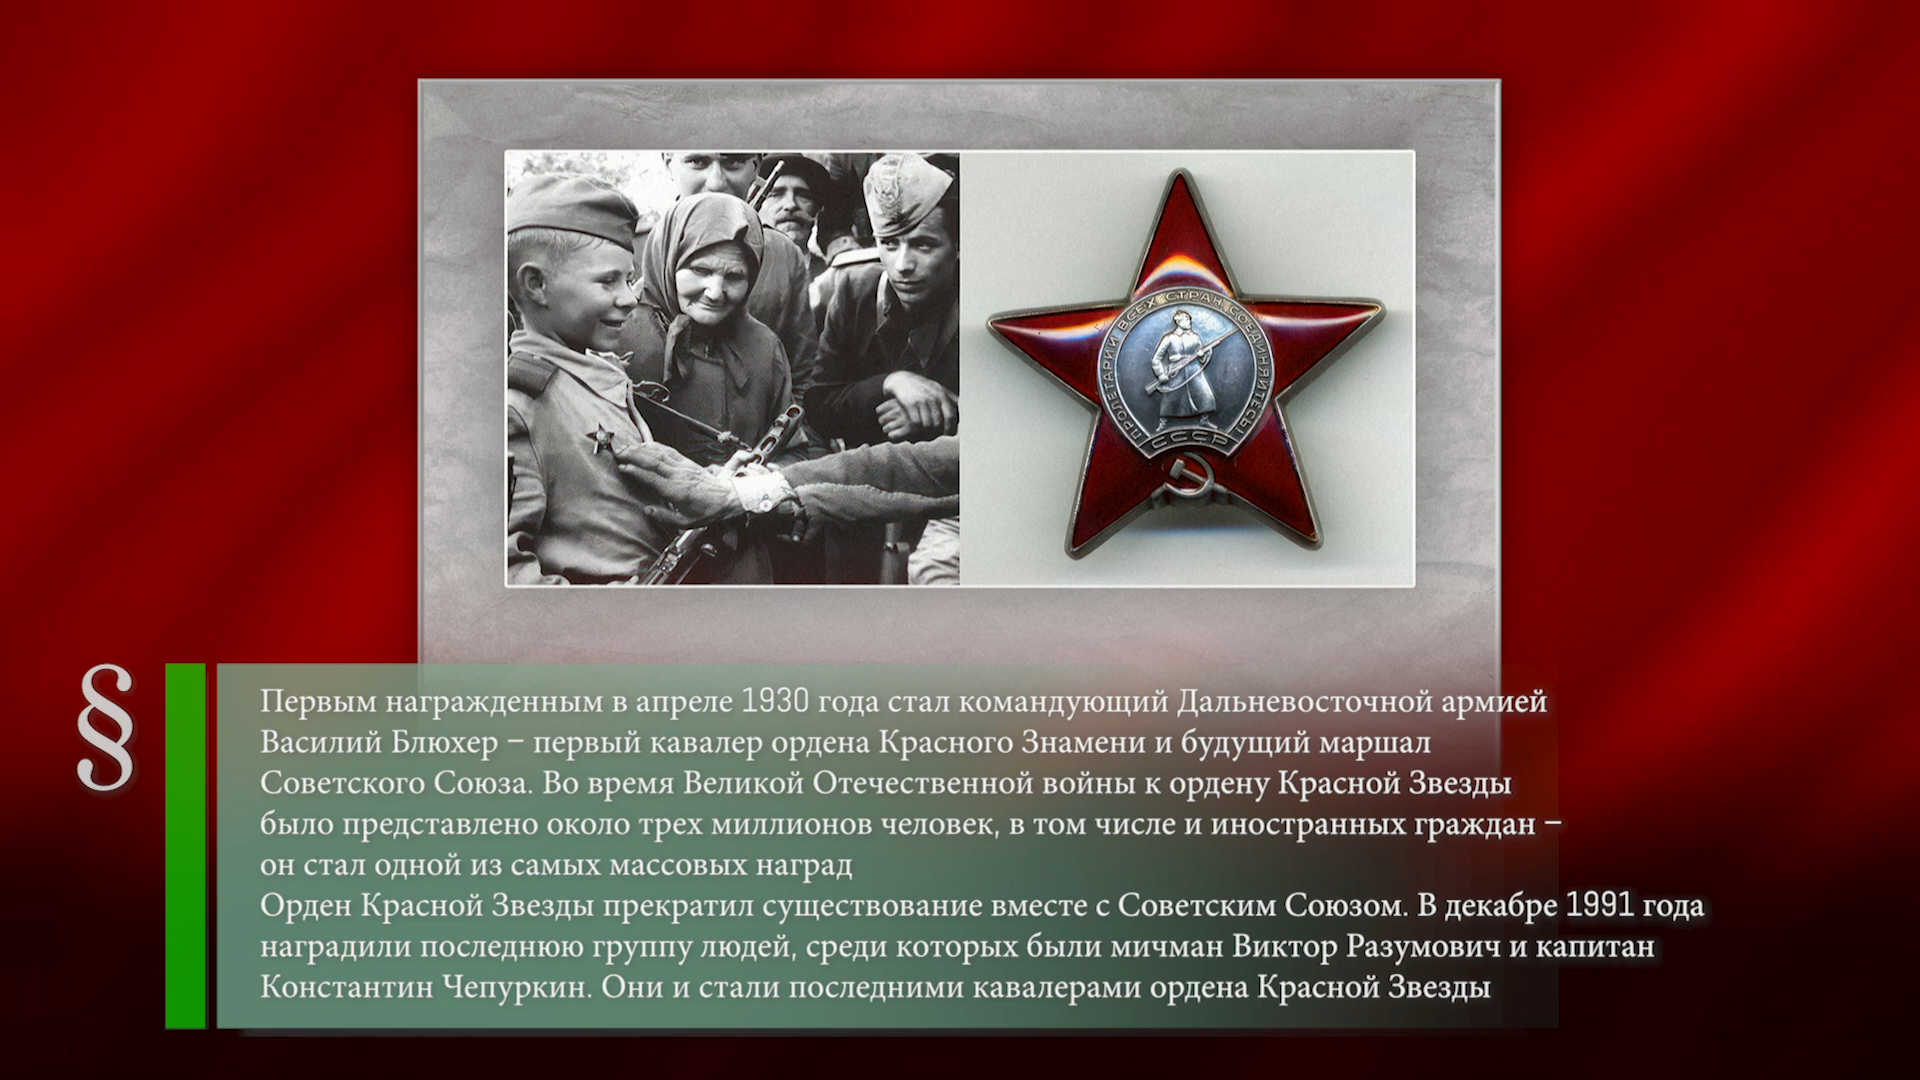 ПРОЛЕТАРИИ ВСЕХ СТРАН, СОЕДИНЯЙТЕСЬ!
СССР
§
Первым награжденным в апреле 1930 года стал командующий Дальневосточной армией
Василий Блюхер – первый кавалер ордена Красного Знамени и будущий маршал
Советского Союза. Во время Великой Отечественной войны к ордену Красной Звезды
было представлено около трех миллионов человек, в том числе и иностранных граждан –
он стал одной из самых массовых наград
Орден Красной Звезды прекратил существование вместе с Советским Союзом. В декабре 1991 года
наградили последнюю группу людей, среди которых были мичман Виктор Разумович и капитан
Константин Чепуркин. Они и стали последними кавалерами ордена Красной Звезды